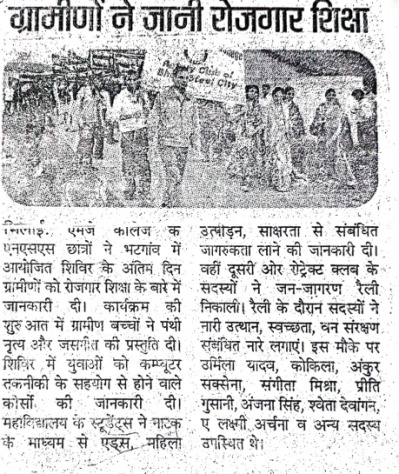 ग्रामीणों ने जानी रोजगार शिक्षा
Rotary Club of
Steel City
भिलाई. एमजे कालेज के
एनएसएस छात्रों ने भटगांव में
आयोजित शिविर के अंतिम दिन
ग्रामीणों को रोजगार शिक्षा के बारे में
जानकारी दी। कार्यक्रम की
शुरुआत में ग्रामीण बच्चों ने पंथी
नृत्य और जसगीत की प्रस्तुति दी।
शिविर में युवाओं को कम्प्यूटर
तकनीकी के सहयोग से होने वाले
कोर्सों की जानकारी दी।
महाविद्यालय के स्टूडेंट्स ने नाटक
के माध्यम से एड्स, महिला
उत्पीड़न, साक्षरता से संबंधित
जागरुकता लाने की जानकारी दी।
वहीं दूसरी ओर रोट्रेक्ट क्लब के
सदस्यों ने जन-जागरण रैली
निकाली। रैली के दौरान सदस्यों ने
नारी उत्थान, स्वच्छता, धन संरक्षण
संबंधित नारे लगाएं। इस मौके पर
उर्मिला यादव, कोकिला, अंकुर
सक्सेना, संगीता मिश्रा, प्रीति
गुसानी, अंजना सिंह, श्वेता देवांगन,
ए लक्ष्मी अर्चना व अन्य सदस्य
उपस्थित थे।